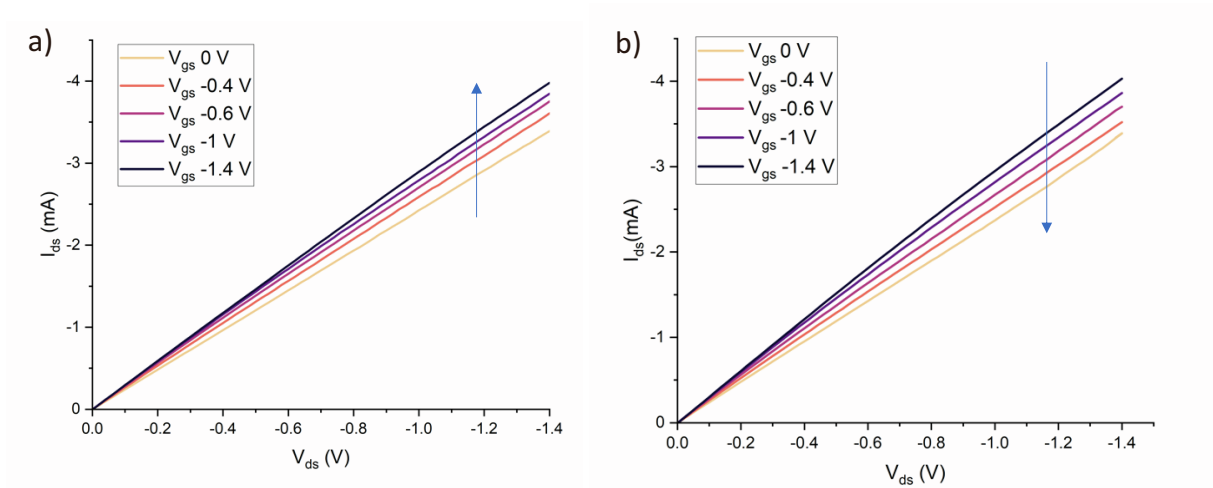 a)
V_gs 0 V
V_gs -0.4 V
V_gs -0.6 V
V_gs -1 V
V_gs -1.4 V
-4
-3
-2
-1
0
I_ds (mA)
0.0 -0.2 -0.4 -0.6 -0.8 -1.0 -1.2 -1.4
V_ds (V)
b)
V_gs 0 V
V_gs -0.4 V
V_gs -0.6 V
V_gs -1 V
V_gs -1.4 V
-4
-3
-2
-1
0
I_ds(mA)
0.0 -0.2 -0.4 -0.6 -0.8 -1.0 -1.2 -1.4
V_ds (V)